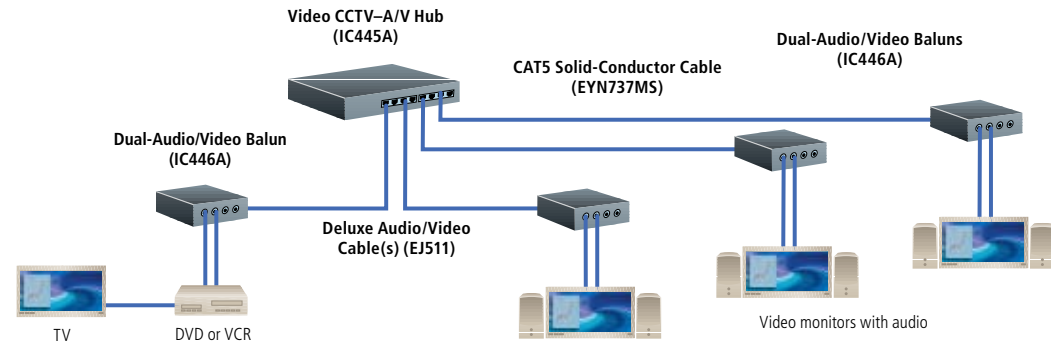 Video CCTV–A/V Hub
(IC445A)
Dual-Audio/Video Baluns
(IC446A)
CAT5 Solid-Conductor Cable
(EYN737MS)
Dual-Audio/Video Balun
(IC446A)
Deluxe Audio/Video
Cable(s) (EJ511)
Video monitors with audio
TV
DVD or VCR